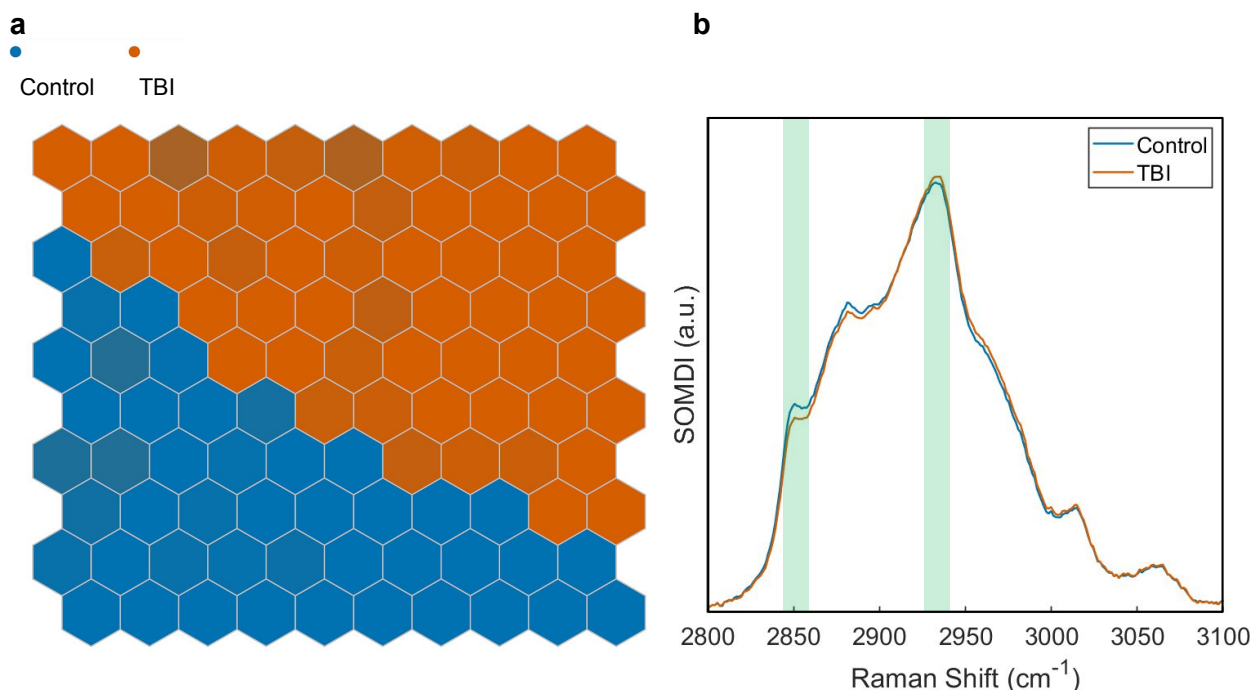 a
Control TBI
b
SOMDI (a.u.)
Control
TBI
2800 2850 2900 2950 3000 3050 3100
Raman Shift (cm⁻¹)